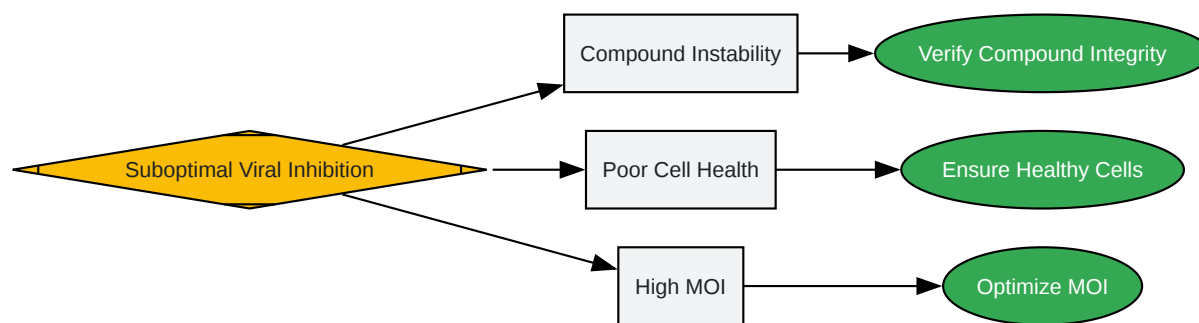 Compound Instability
Verify Compound Integrity
Suboptimal Viral Inhibition
Poor Cell Health
Ensure Healthy Cells
High MOI
Optimize MOI